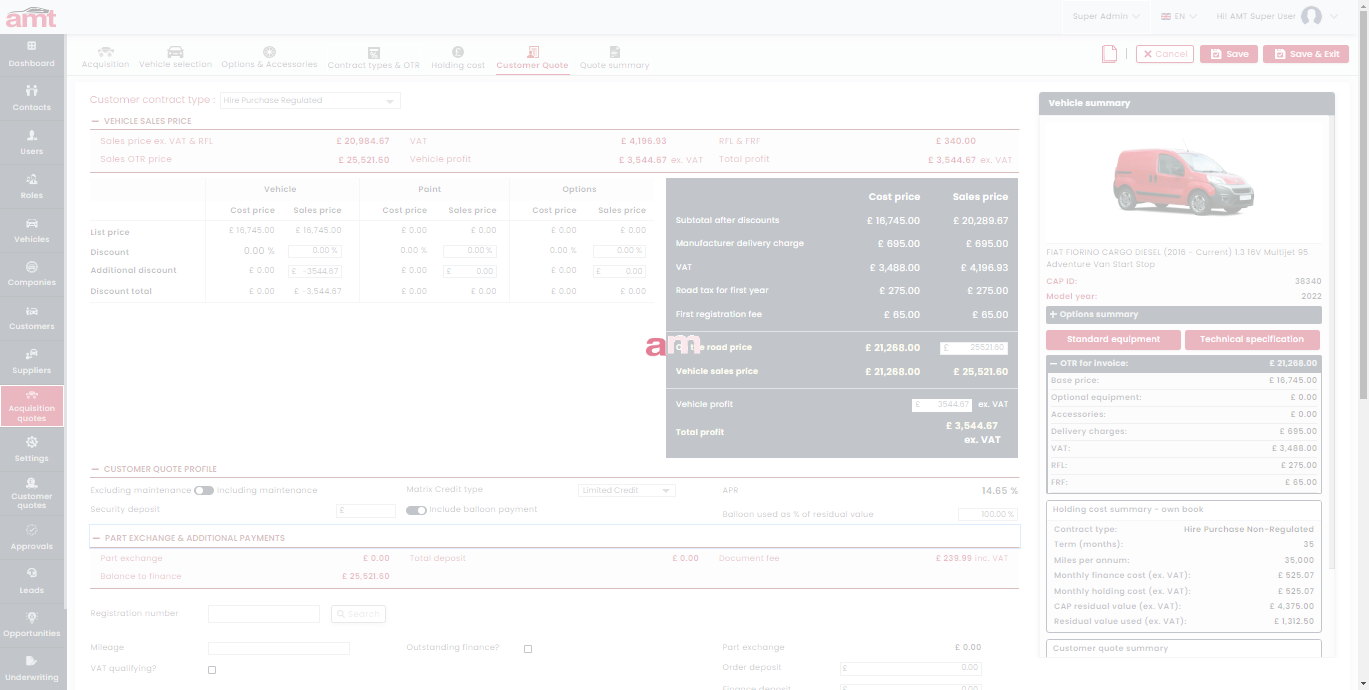 amt
Super Admin
EN
Hi! AMT Super User
Dashboard
Contacts
Users
Roles
Vehicles
Companies
Customers
Suppliers
Acquisition
quotes
Settings
Customer
quotes
Approvals
Leads
Opportunities
Underwriting
Acquisition Vehicle selection Options & Accessories Contract types & OTR Holding cost Customer Quote Quote summary
Cancel Save Save & Exit
Customer contract type : Hire Purchase Regulated
VEHICLE SALES PRICE
Sales price ex. VAT & RFL £ 20,984.67 VAT £ 4,196.93 RFL & FRF £ 340.00
Sales OTR price £ 25,521.60 Vehicle profit £ 3,544.67 ex. VAT Total profit £ 3,544.67 ex. VAT
Vehicle Paint Options
Cost price Sales price Cost price Sales price Cost price Sales price
List price £ 16,745.00 £ 16,745.00 £ 0.00 £ 0.00 £ 0.00 £ 0.00
Discount 0.00 % 0.00 % 0.00 % 0.00 % 0.00 % 0.00 %
Additional discount £ 0.00 £ -3544.67 £ 0.00 £ 0.00 £ 0.00 £ 0.00
Discount total £ 0.00 £ -3,544.67 £ 0.00 £ 0.00 £ 0.00 £ 0.00
Cost price Sales price
Subtotal after discounts £ 16,745.00 £ 20,289.67
Manufacturer delivery charge £ 695.00 £ 695.00
VAT £ 3,488.00 £ 4,196.93
Road tax for first year £ 275.00 £ 275.00
First registration fee £ 65.00 £ 65.00
am
road price £ 21,268.00 £ 25521.60
Vehicle sales price £ 21,268.00 £ 25,521.60
Vehicle profit £ 3544.67 ex. VAT
Total profit £ 3,544.67
ex. VAT
CUSTOMER QUOTE PROFILE
Excluding maintenance Including maintenance Matrix Credit type Limited Credit APR 14.65 %
Security deposit £ Include balloon payment Balloon used as % of residual value 100.00 %
PART EXCHANGE & ADDITIONAL PAYMENTS
Part exchange £ 0.00 Total deposit £ 0.00 Document fee £ 239.99 inc. VAT
Balance to finance £ 25,521.60
Registration number Search
Mileage Outstanding finance? Part exchange £ 0.00
VAT qualifying? Order deposit £ 0.00
Finance deposit £ 0.00
Vehicle summary
FIAT FIORINO CARGO DIESEL (2016 - Current) 1.3 16V Multijet 95
Adventure Van Start Stop
CAP ID: 38340
Model year: 2022
Options summary
Standard equipment Technical specification
OTR for invoice: £ 21,268.00
Base price: £ 16,745.00
Optional equipment: £ 0.00
Accessories: £ 0.00
Delivery charges: £ 695.00
VAT: £ 3,488.00
RFL: £ 275.00
FRF: £ 65.00
Holding cost summary - own book
Contract type: Hire Purchase Non-Regulated
Term (months): 35
Miles per annum: 35,000
Monthly finance cost (ex. VAT): £ 525.07
Monthly holding cost (ex. VAT): £ 525.07
CAP residual value (ex. VAT): £ 4,375.00
Residual value used (ex. VAT): £ 1,312.50
Customer quote summary